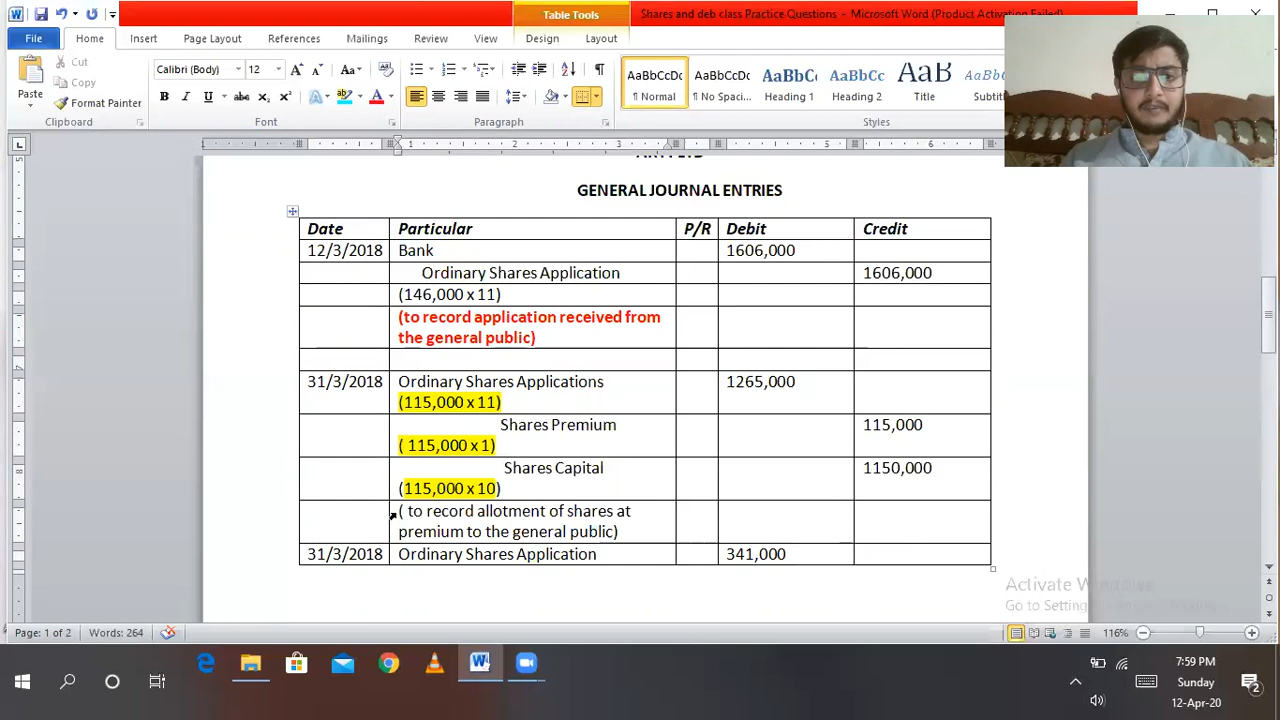 Table Tools
Shares and deb class Practice Questions - Microsoft Word (Product Activation Failed)
File Home Insert Page Layout References Mailings Review View Design Layout
Paste
Cut
Copy
Format Painter
Calibri (Body) 12
AaBbCcDc AaBbCcDc AaBbC AaBbCc AaB
¶ Normal ¶ No Spaci... Heading 1 Heading 2 Title
Clipboard Font Paragraph Styles
GENERAL JOURNAL ENTRIES
Date Particular P/R Debit Credit
12/3/2018 Bank 1606,000
Ordinary Shares Application 1606,000
(146,000 x 11)
(to record application received from
the general public)
31/3/2018 Ordinary Shares Applications 1265,000
(115,000 x 11)
Shares Premium 115,000
( 115,000 x 1)
Shares Capital 1150,000
(115,000 x 10)
( to record allotment of shares at
premium to the general public)
31/3/2018 Ordinary Shares Application 341,000
Page: 1 of 2 Words: 264 116%
7:59 PM
Sunday
12-Apr-20